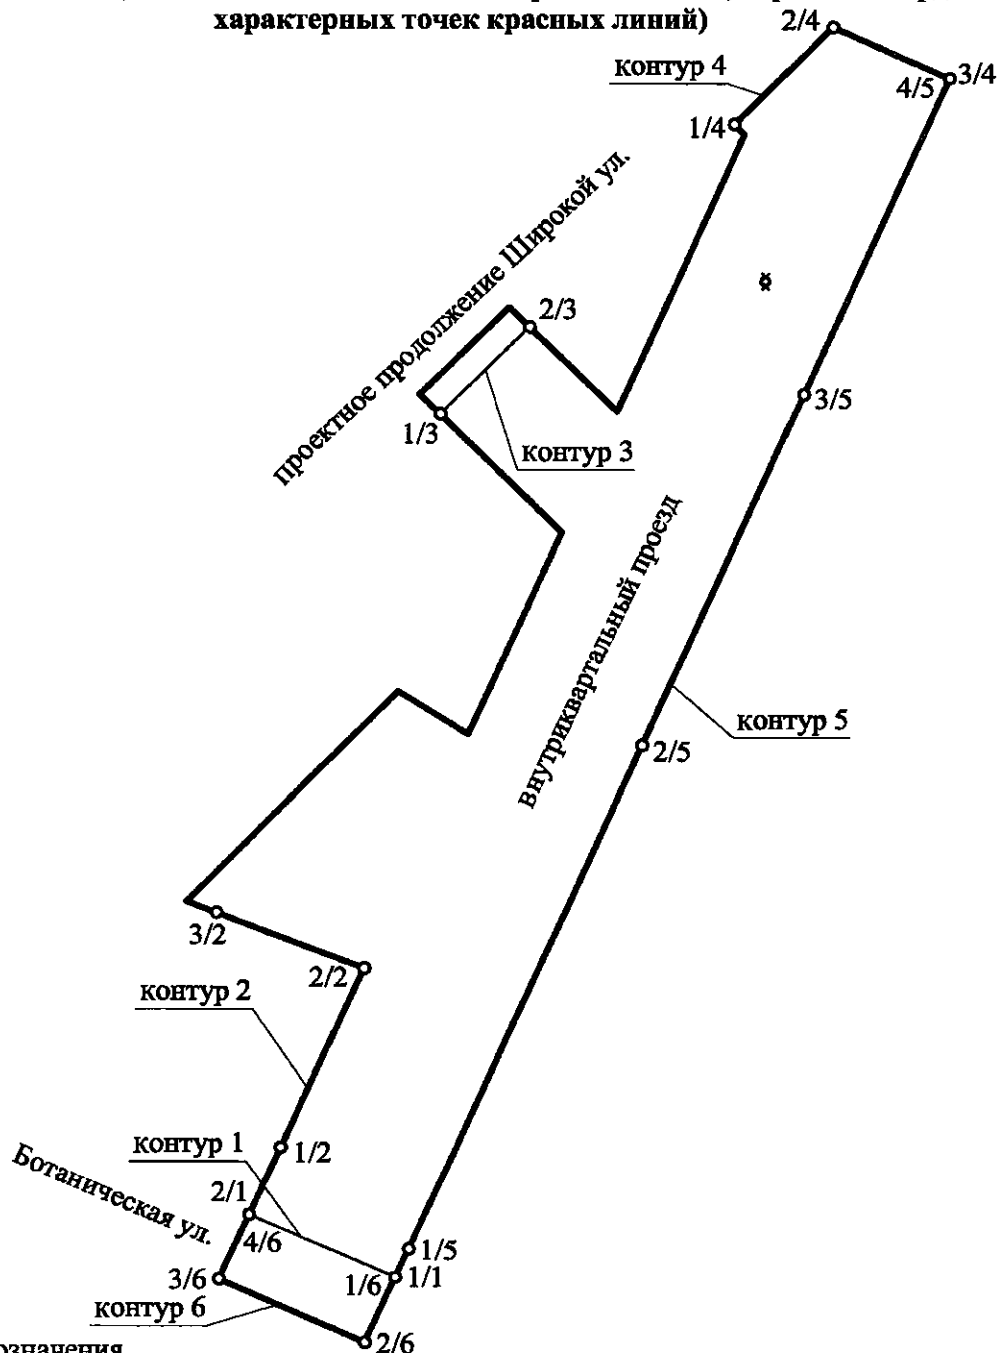 характерных точек красных линий)
2/4
контур 4
3/4
4/5
1/4
проектное продолжение Широкой ул.
2/3
3/5
1/3
контур 3
внутриквартальный проезд
контур 5
2/5
3/2
2/2
контур 2
контур 1
1/2
Ботаническая ул.
2/1
4/6
1/5
3/6
1/6
1/1
контур 6
2/6
означения